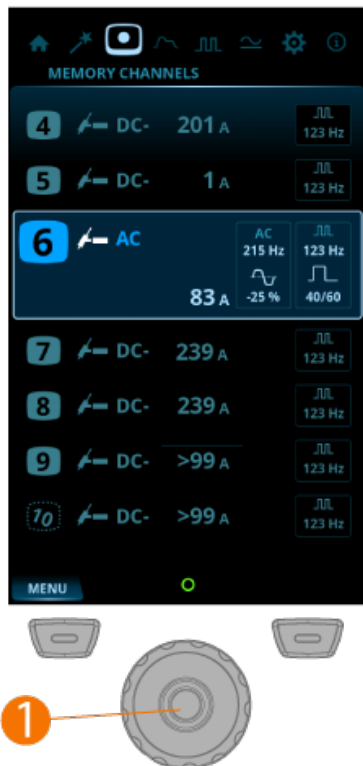 MEMORY CHANNELS
4 DC- 201 A 123 Hz
5 DC- 1 A 123 Hz
6 AC AC
215 Hz 123 Hz
83 A -25 % 40/60
7 DC- 239 A 123 Hz
8 DC- 239 A 123 Hz
9 DC- >99 A 123 Hz
10 DC- >99 A 123 Hz
MENU
1